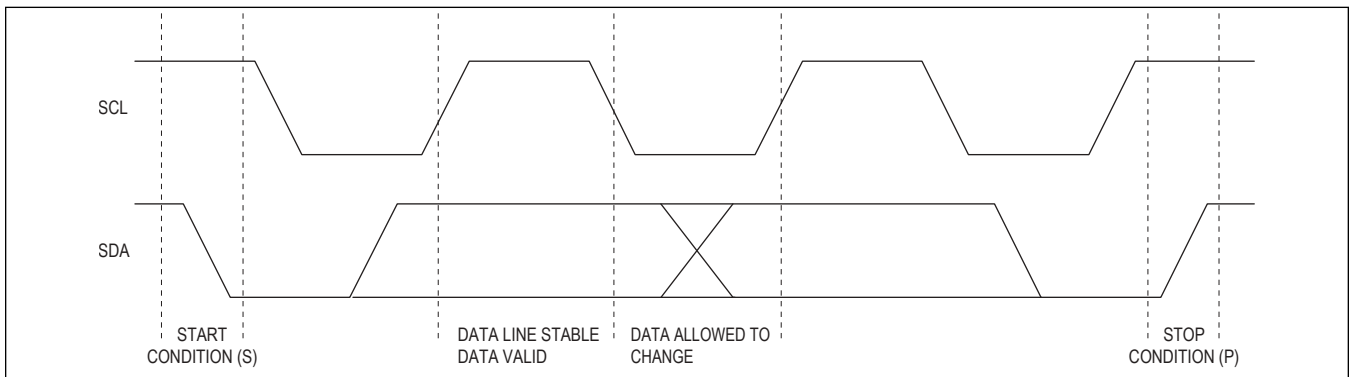 SCL
SDA
START
CONDITION (S)
DATA LINE STABLE
DATA VALID
DATA ALLOWED TO
CHANGE
STOP
CONDITION (P)